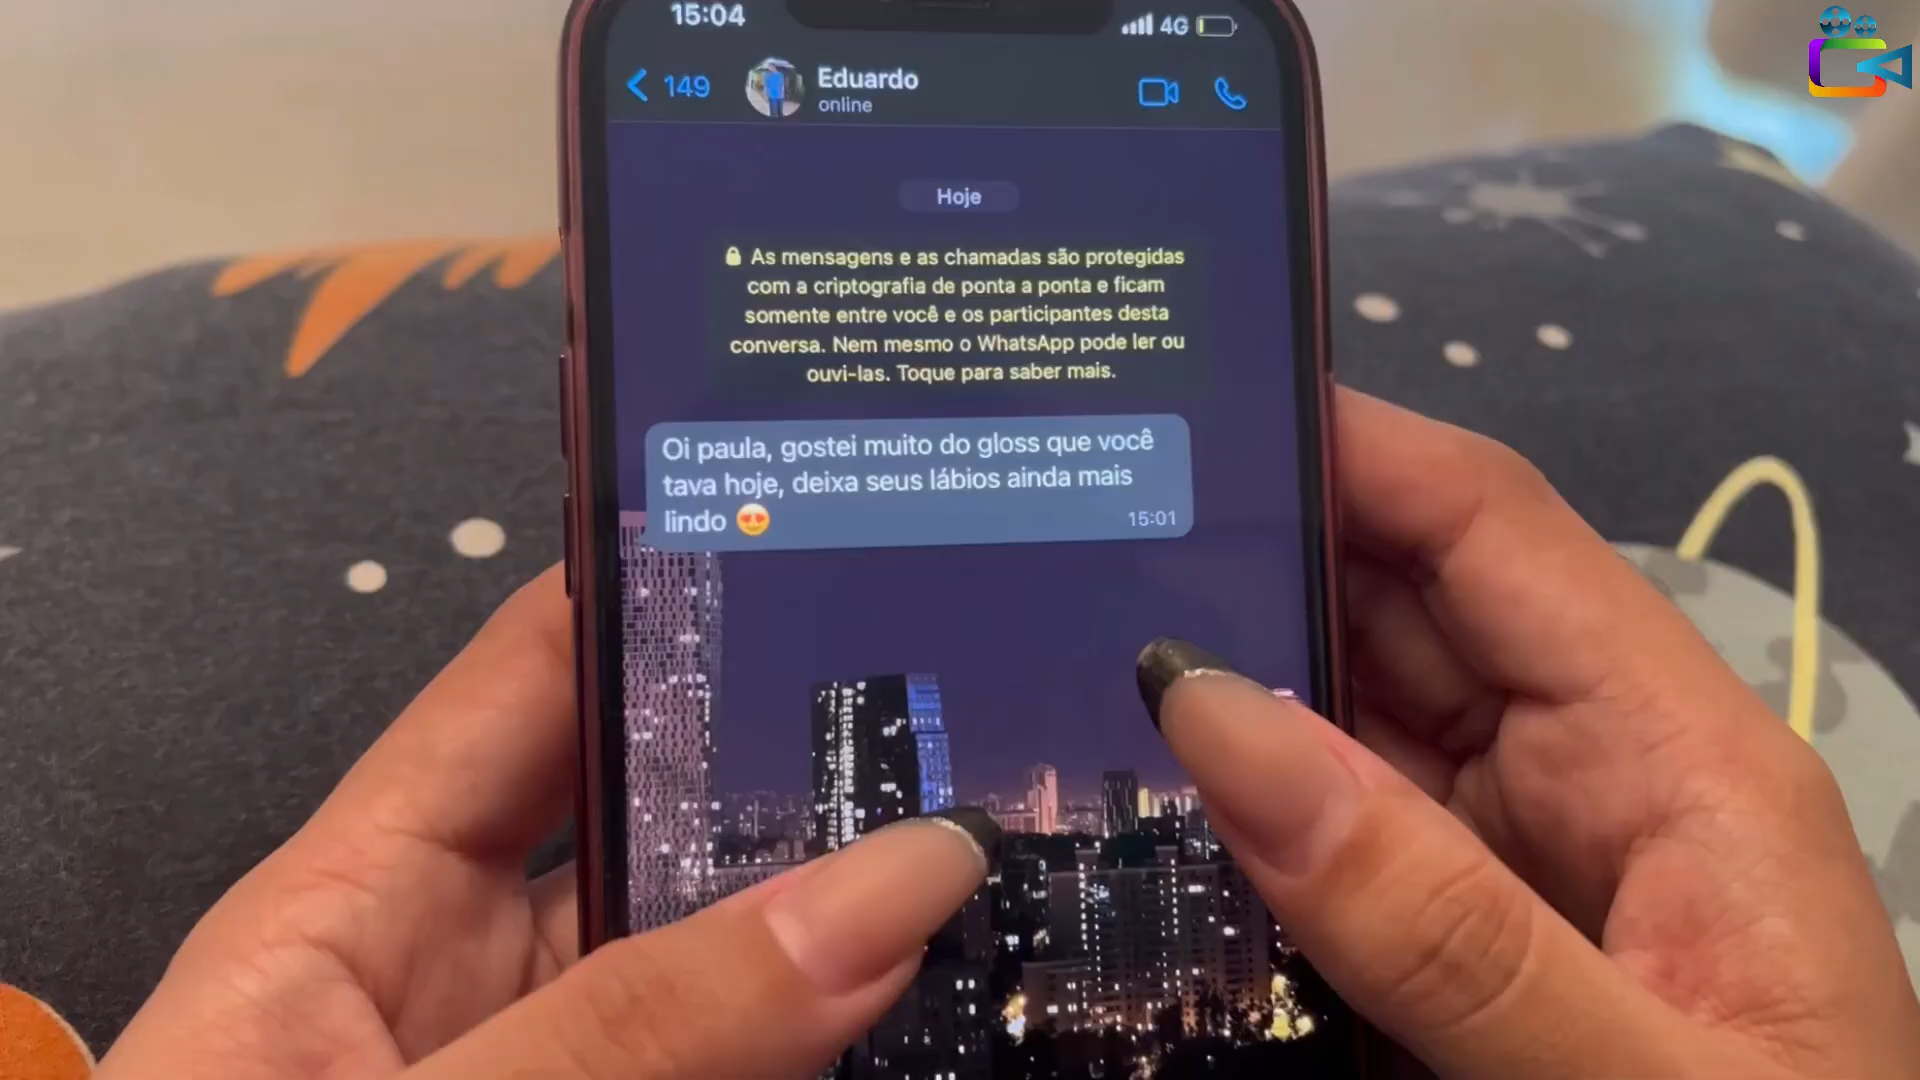 15:04
4G
149
Eduardo
online
Hoje
As mensagens e as chamadas são protegidas
com a criptografia de ponta a ponta e ficam
somente entre você e os participantes desta
conversa. Nem mesmo o WhatsApp pode ler ou
ouvi-las. Toque para saber mais.
Oi paula, gostei muito do gloss que você
tava hoje, deixa seus lábios ainda mais
lindo 😍
15:01